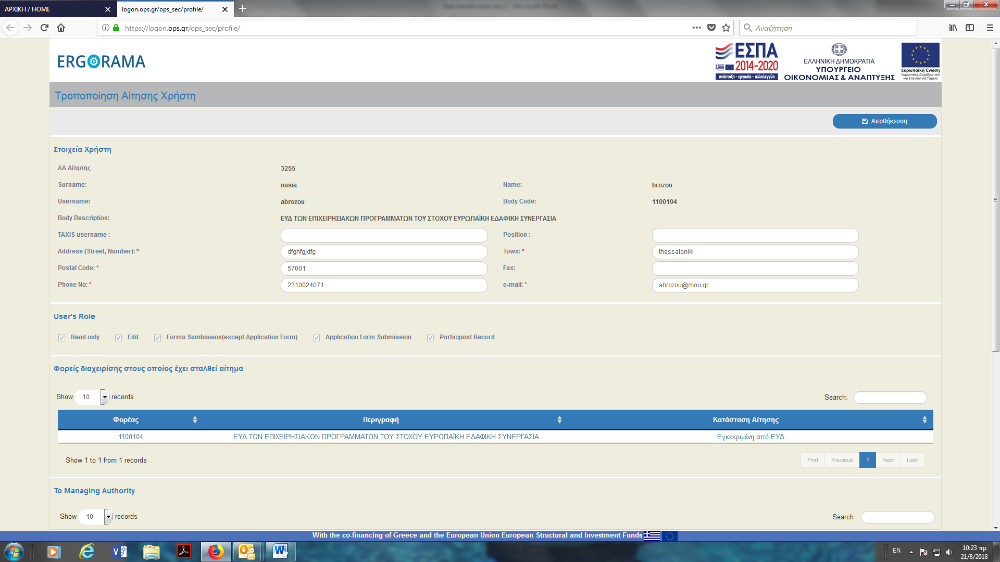 ΑΡΧΙΚΗ / HOME
logon.ops.gr/ops_sec/profile/
https://logon.ops.gr/ops_sec/profile/
Αναζήτηση
ERGORAMA
ΕΣΠΑ
2014-2020
ανάπτυξη - εργασία - αλληλεγγύη
ΕΛΛΗΝΙΚΗ ΔΗΜΟΚΡΑΤΙΑ
ΥΠΟΥΡΓΕΙΟ
ΟΙΚΟΝΟΜΙΑΣ & ΑΝΑΠΤΥΞΗΣ
Ευρωπαϊκή Ένωση
Ευρωπαϊκά Διαρθρωτικά
και Επενδυτικά Ταμεία
Τροποποίηση Αίτησης Χρήστη
Αποθήκευση
Στοιχεία Χρήστη
ΑΑ Αίτησης 3255
Surname: nasia Name: brozou
Username: abrozou Body Code: 1100104
Body Description: ΕΥΔ ΤΩΝ ΕΠΙΧΕΙΡΗΣΙΑΚΩΝ ΠΡΟΓΡΑΜΜΑΤΩΝ ΤΟΥ ΣΤΟΧΟΥ ΕΥΡΩΠΑΪΚΗ ΕΔΑΦΙΚΗ ΣΥΝΕΡΓΑΣΙΑ
TAXIS username : Position :
Address (Street, Number): * dfghfgjdfg Town: * thessaloniki
Postal Code: * 57001 Fax:
Phone No: * 2310024071 e-mail: * abrozou@mou.gr
User's Role
Read only Edit Forms Sumbission(except Application Form) Application Form Submission Participant Record
Φορείς διαχειρίσης στους οποίος έχει σταλθεί αίτημα
Show 10 records Search:
Φορέας Περιγραφή Κατάσταση Αίτησης
1100104 ΕΥΔ ΤΩΝ ΕΠΙΧΕΙΡΗΣΙΑΚΩΝ ΠΡΟΓΡΑΜΜΑΤΩΝ ΤΟΥ ΣΤΟΧΟΥ ΕΥΡΩΠΑΪΚΗ ΕΔΑΦΙΚΗ ΣΥΝΕΡΓΑΣΙΑ Εγκεκριμένη από ΕΥΔ
Show 1 to 1 from 1 records First Previous 1 Next Last
To Managing Authority
Show 10 records Search:
With the co-financing of Greece and the European Union European Structural and Investment Funds
EN
10:23 πμ
21/8/2018